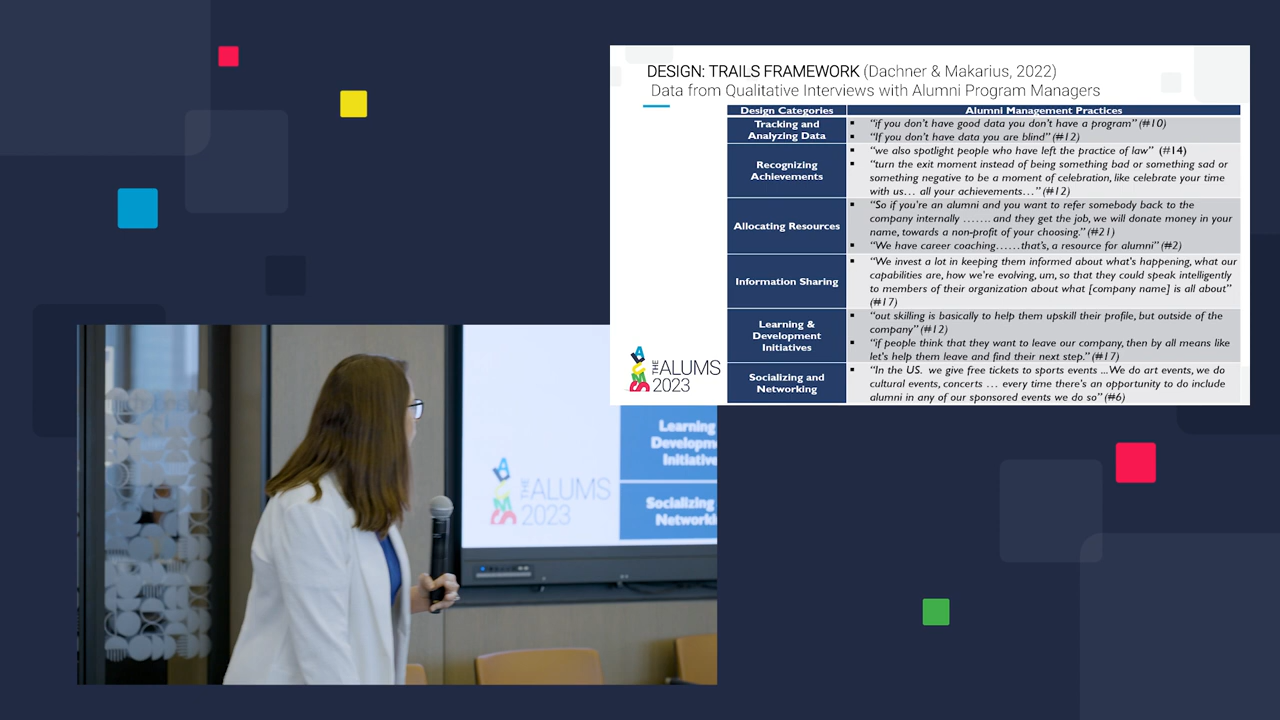 DESIGN: TRAILS FRAMEWORK (Dachner & Makarius, 2022)
Data from Qualitative Interviews with Alumni Program Managers
Design Categories
Alumni Management Practices
Tracking and
Analyzing Data
“if you don’t have good data you don’t have a program” (#10)
“If you don’t have data you are blind” (#12)
Recognizing
Achievements
“we also spotlight people who have left the practice of law” (#14)
“turn the exit moment instead of being something bad or something sad or
something negative to be a moment of celebration, like celebrate your time
with us… all your achievements…” (#12)
Allocating Resources
“So if you're an alumni and you want to refer somebody back to the
company internally ……. and they get the job, we will donate money in your
name, towards a non-profit of your choosing.” (#21)
“We have career coaching……that’s, a resource for alumni” (#2)
Information Sharing
“We invest a lot in keeping them informed about what's happening, what our
capabilities are, how we're evolving, um, so that they could speak intelligently
to members of their organization about what [company name] is all about”
(#17)
Learning &
Development
Initiatives
“out skilling is basically to help them upskill their profile, but outside of the
company” (#12)
“if people think that they want to leave our company, then by all means like
let's help them leave and find their next step.” (#17)
Socializing and
Networking
“In the US. we give free tickets to sports events ...We do art events, we do
cultural events, concerts … every time there's an opportunity to do include
alumni in any of our sponsored events we do so” (#6)
THE ALUMS
2023
Learning
Developm
Initiative
Socializing
Networki
THE ALUMS
2023